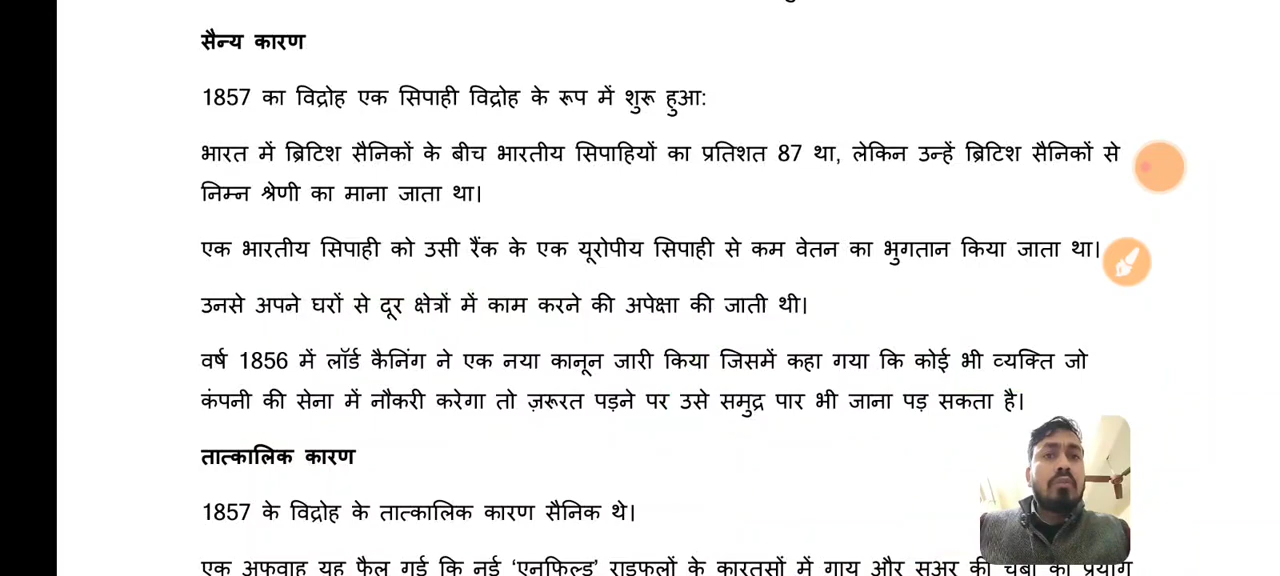 सैन्य कारण
1857 का विद्रोह एक सिपाही विद्रोह के रूप में शुरू हुआ:
भारत में ब्रिटिश सैनिकों के बीच भारतीय सिपाहियों का प्रतिशत 87 था, लेकिन उन्हें ब्रिटिश सैनिकों से
निम्न श्रेणी का माना जाता था।
एक भारतीय सिपाही को उसी रैंक के एक यूरोपीय सिपाही से कम वेतन का भुगतान किया जाता था।
उनसे अपने घरों से दूर क्षेत्रों में काम करने की अपेक्षा की जाती थी।
वर्ष 1856 में लॉर्ड कैनिंग ने एक नया कानून जारी किया जिसमें कहा गया कि कोई भी व्यक्ति जो
कंपनी की सेना में नौकरी करेगा तो ज़रूरत पड़ने पर उसे समुद्र पार भी जाना पड़ सकता है।
तात्कालिक कारण
1857 के विद्रोह के तात्कालिक कारण सैनिक थे।
एक अफवाह यह फैल गई कि नई ‘एनफिल्ड’ राइफलों के कारतूसों में गाय और सूअर की चर्बी का प्रयोग